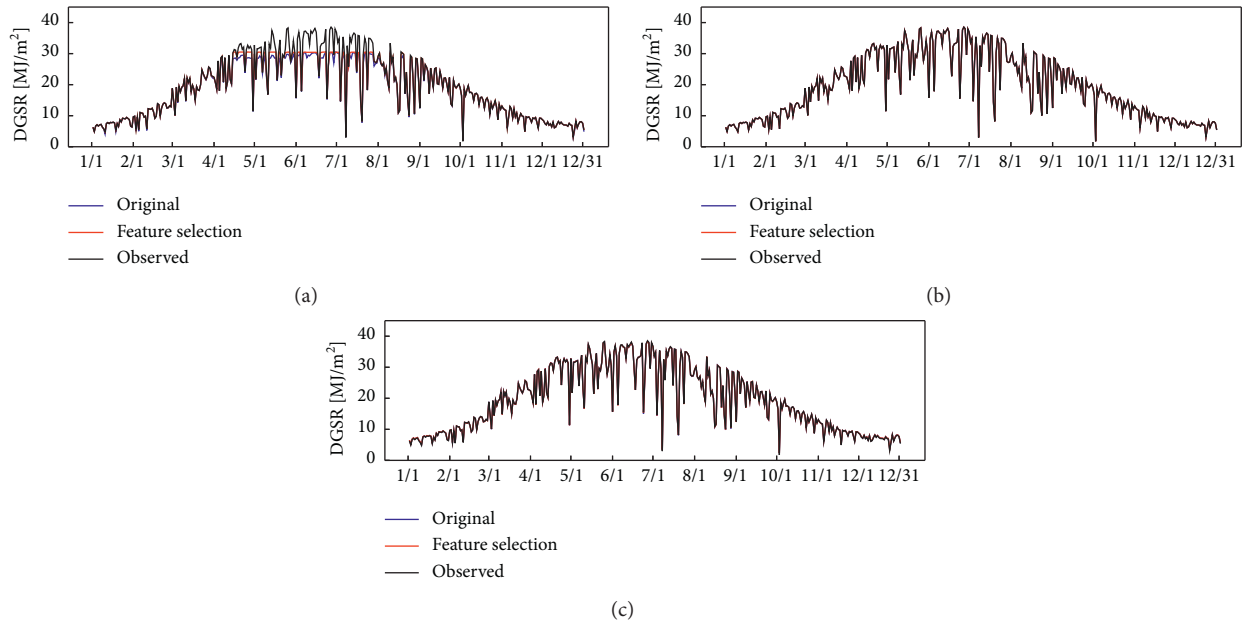 DGSR [MJ/m²]
40
30
20
10
0
1/1 2/1 3/1 4/1 5/1 6/1 7/1 8/1 9/1 10/1 11/1 12/1 12/31
Original
Feature selection
Observed
(a)
DGSR [MJ/m²]
40
30
20
10
0
1/1 2/1 3/1 4/1 5/1 6/1 7/1 8/1 9/1 10/1 11/1 12/1 12/31
Original
Feature selection
Observed
(b)
DGSR [MJ/m²]
40
30
20
10
0
1/1 2/1 3/1 4/1 5/1 6/1 7/1 8/1 9/1 10/1 11/1 12/1 12/31
Original
Feature selection
Observed
(c)